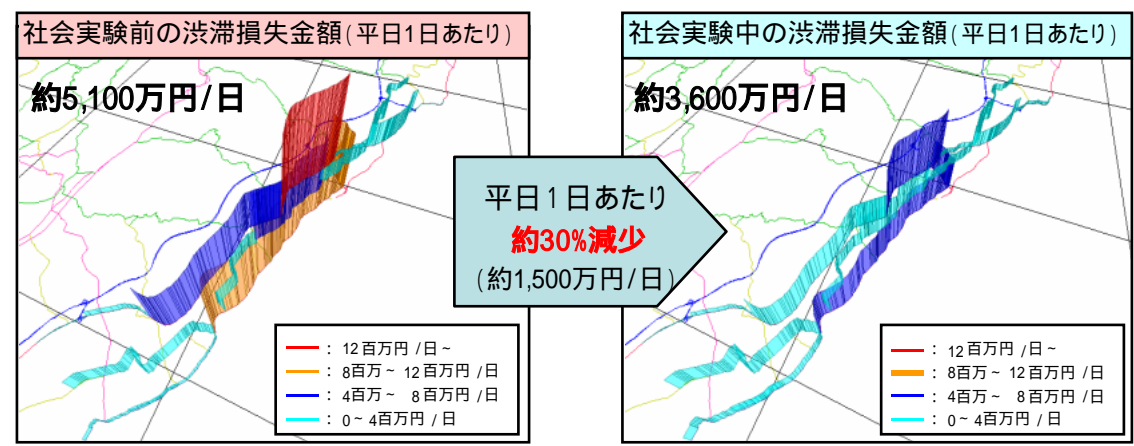 社会実験前の渋滞損失金額(平日1日あたり)
約5,100万円/日
: 12百万円 /日~
: 8百万~ 12百万円 /日
: 4百万~ 8百万円 /日
: 0~4百万円 /日
平日1日あたり
約30%減少
(約1,500万円/日)
社会実験中の渋滞損失金額(平日1日あたり)
約3,600万円/日
: 12百万円 /日~
: 8百万~ 12百万円 /日
: 4百万~ 8百万円 /日
: 0~4百万円 /日